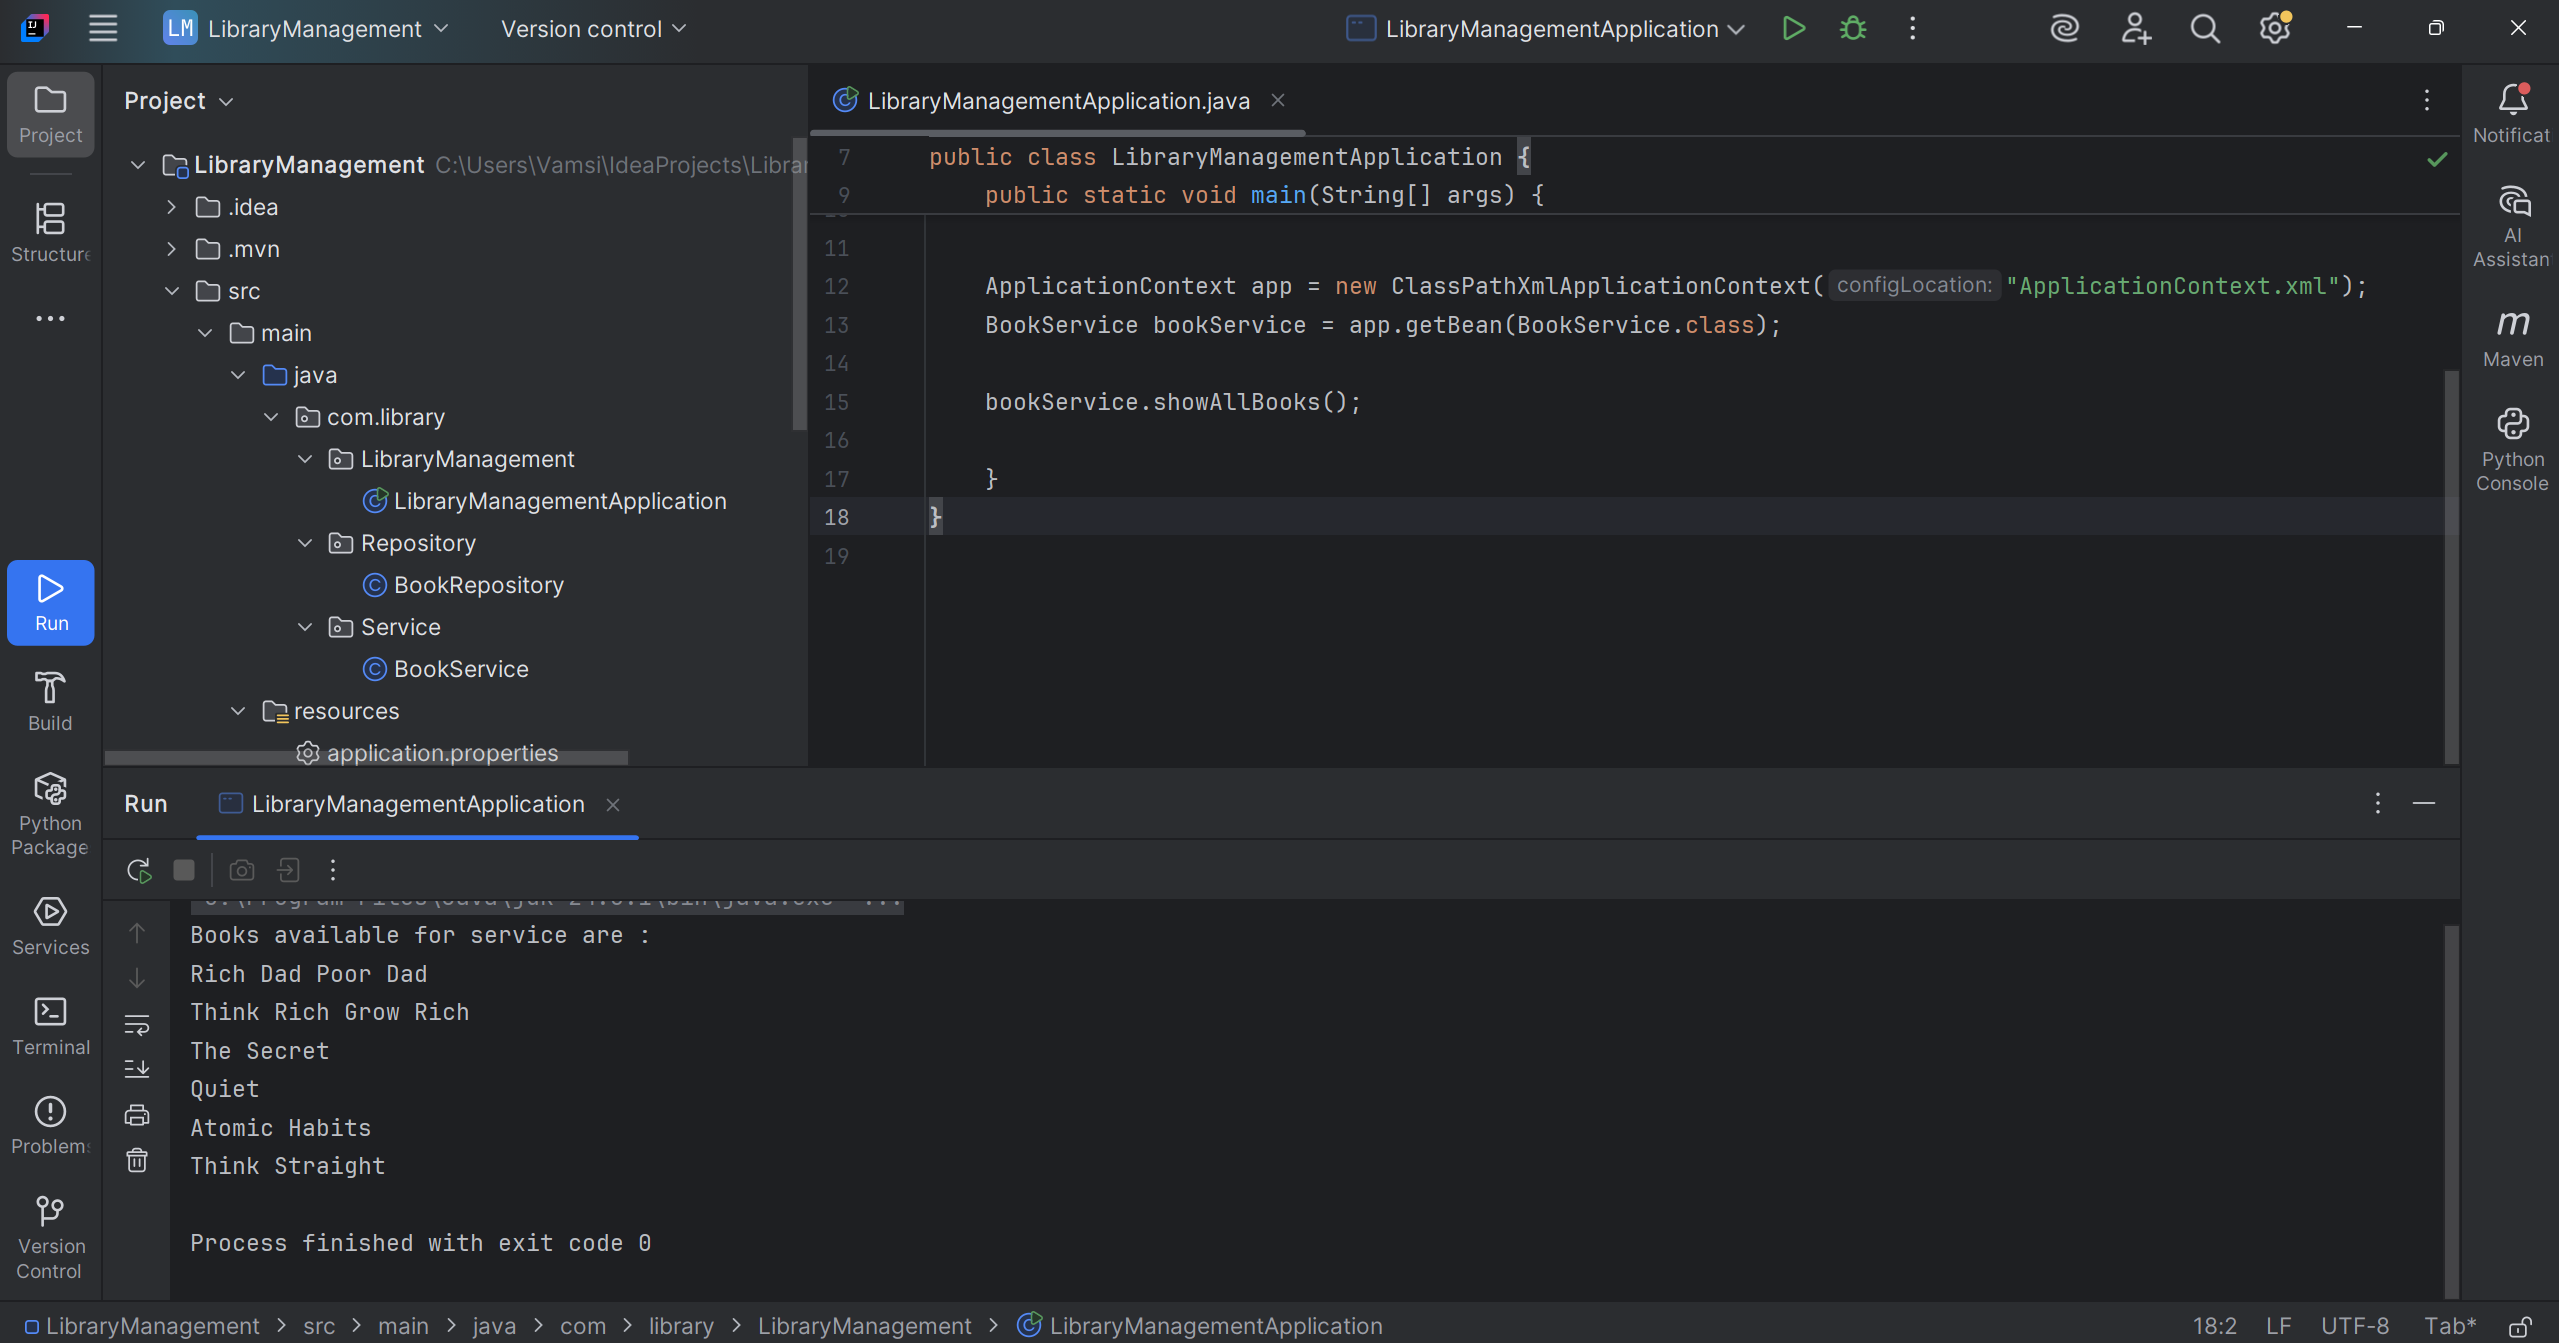 LM LibraryManagement Version control LibraryManagementApplication
Project
Project
LibraryManagementApplication.java
Notificat
LibraryManagement C:\Users\Vamsi\IdeaProjects\Librar
.idea
.mvn
src
main
java
com.library
LibraryManagement
LibraryManagementApplication
Repository
BookRepository
Service
BookService
resources
application.properties
Structure
Run
Build
Python
Package
Services
Terminal
Problems
Version
Control
7 public class LibraryManagementApplication {
9 public static void main(String[] args) {
11
12 ApplicationContext app = new ClassPathXmlApplicationContext( configLocation: "ApplicationContext.xml");
13 BookService bookService = app.getBean(BookService.class);
14
15 bookService.showAllBooks();
16
17 }
18 }
19
AI
Assistan
m
Maven
Python
Console
Run LibraryManagementApplication
Books available for service are :
Rich Dad Poor Dad
Think Rich Grow Rich
The Secret
Quiet
Atomic Habits
Think Straight
Process finished with exit code 0
LibraryManagement > src > main > java > com > library > LibraryManagement > LibraryManagementApplication 18:2 LF UTF-8 Tab*